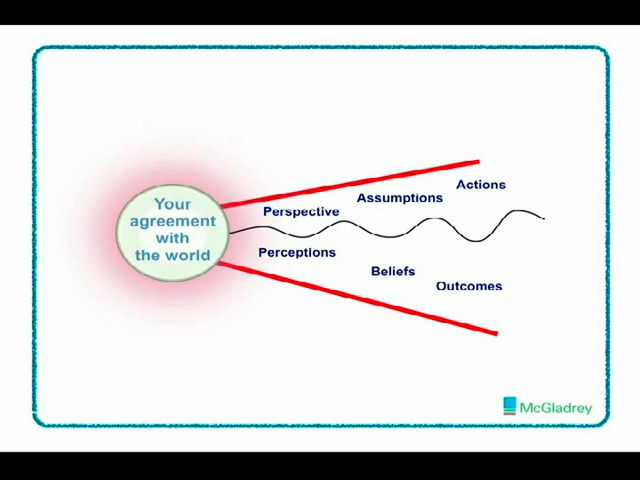 Your
agreement
with
the world
Perspective
Assumptions
Actions
Perceptions
Beliefs
Outcomes
McGladrey